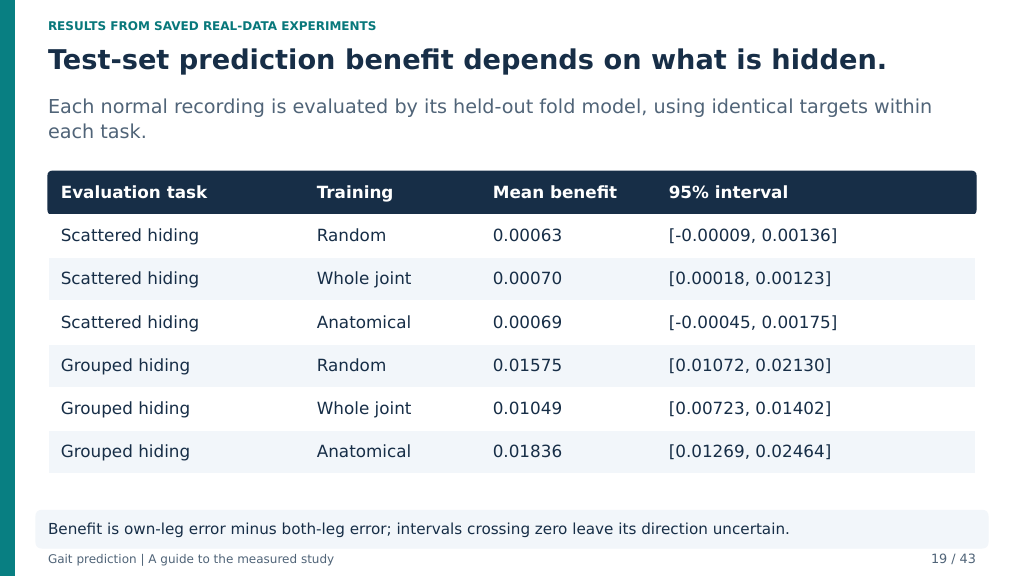 RESULTS FROM SAVED REAL-DATA EXPERIMENTS
Test-set prediction benefit depends on what is hidden.
Each normal recording is evaluated by its held-out fold model, using identical targets within
each task.
Evaluation task Training Mean benefit 95% interval
Scattered hiding Random 0.00063 [-0.00009, 0.00136]
Scattered hiding Whole joint 0.00070 [0.00018, 0.00123]
Scattered hiding Anatomical 0.00069 [-0.00045, 0.00175]
Grouped hiding Random 0.01575 [0.01072, 0.02130]
Grouped hiding Whole joint 0.01049 [0.00723, 0.01402]
Grouped hiding Anatomical 0.01836 [0.01269, 0.02464]
Benefit is own-leg error minus both-leg error; intervals crossing zero leave its direction uncertain.
Gait prediction | A guide to the measured study 19 / 43